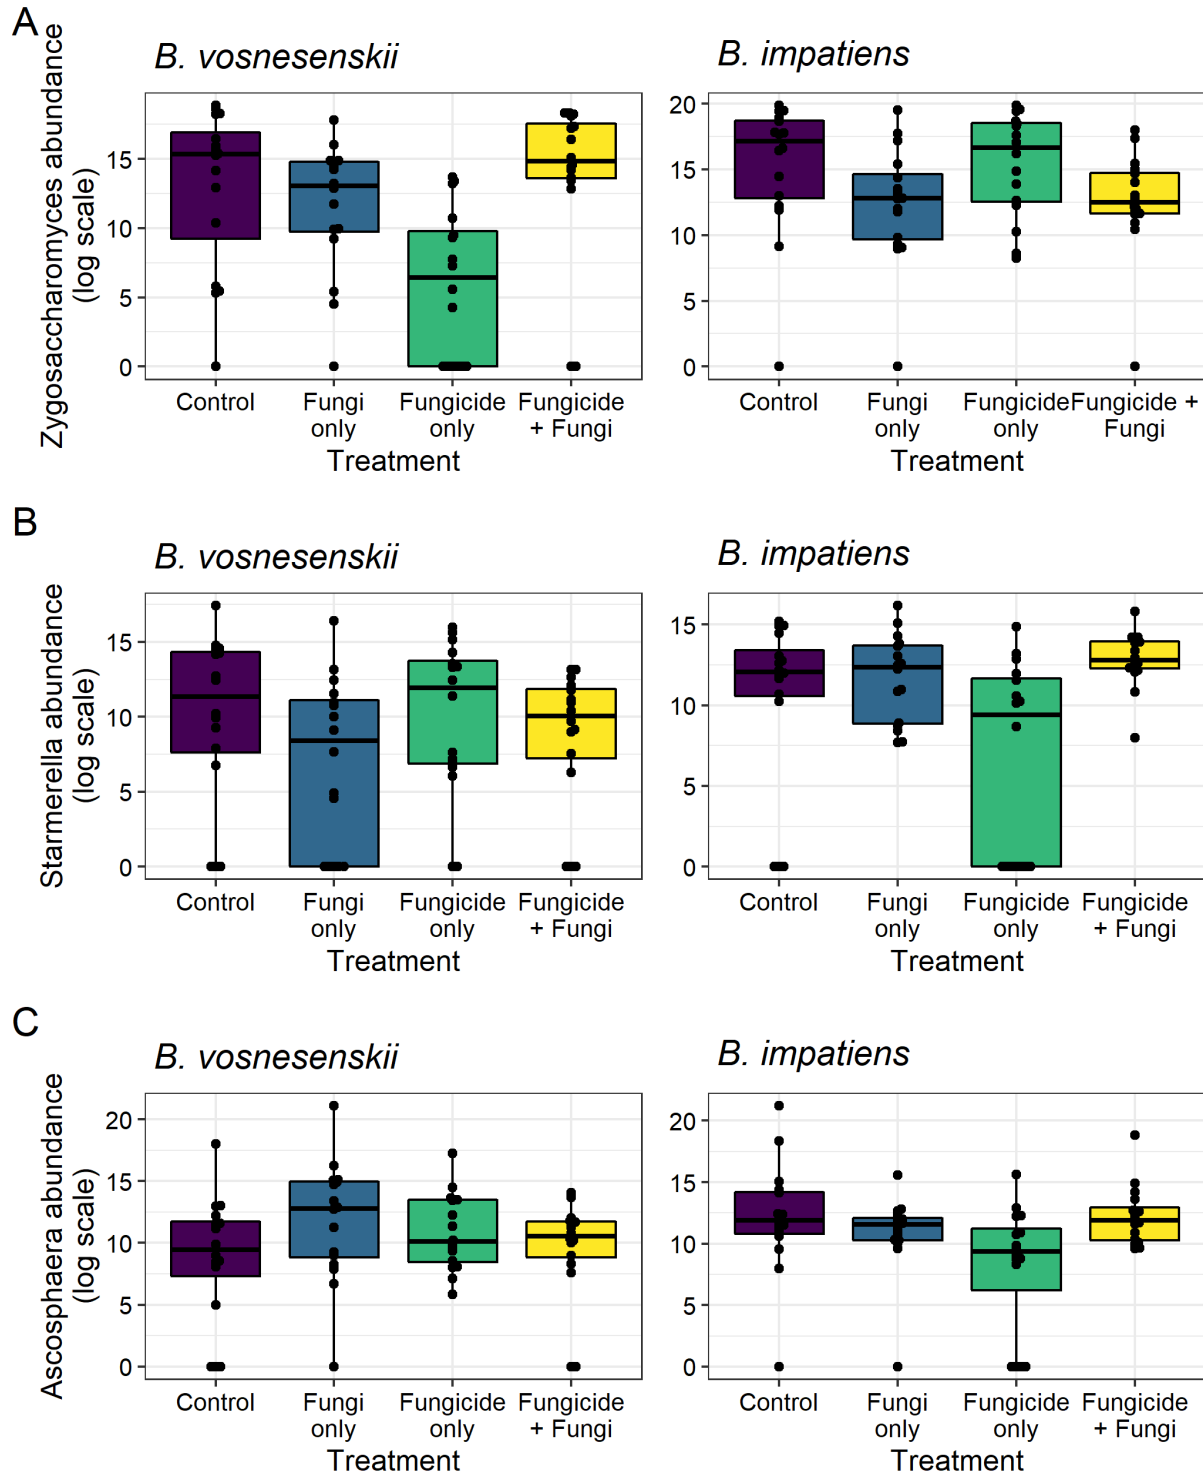 A
B. vosnesenskii
B. impatiens
Zygosaccharomyces abundance
(log scale)
15
10
5
0
20
15
10
5
0
Control
Fungi
only
Fungicide
only
Fungicide
+ Fungi
Control
Fungi
only
Fungicide
only
Fungicide +
Fungi
Treatment
Treatment
B
B. vosnesenskii
B. impatiens
Starmerella abundance
(log scale)
15
10
5
0
15
10
5
0
Control
Fungi
only
Fungicide
only
Fungicide
+ Fungi
Control
Fungi
only
Fungicide
only
Fungicide
+ Fungi
Treatment
Treatment
C
B. vosnesenskii
B. impatiens
Ascosphaera abundance
(log scale)
20
15
10
5
0
20
15
10
5
0
Control
Fungi
only
Fungicide
only
Fungicide
+ Fungi
Control
Fungi
only
Fungicide
only
Fungicide
+ Fungi
Treatment
Treatment